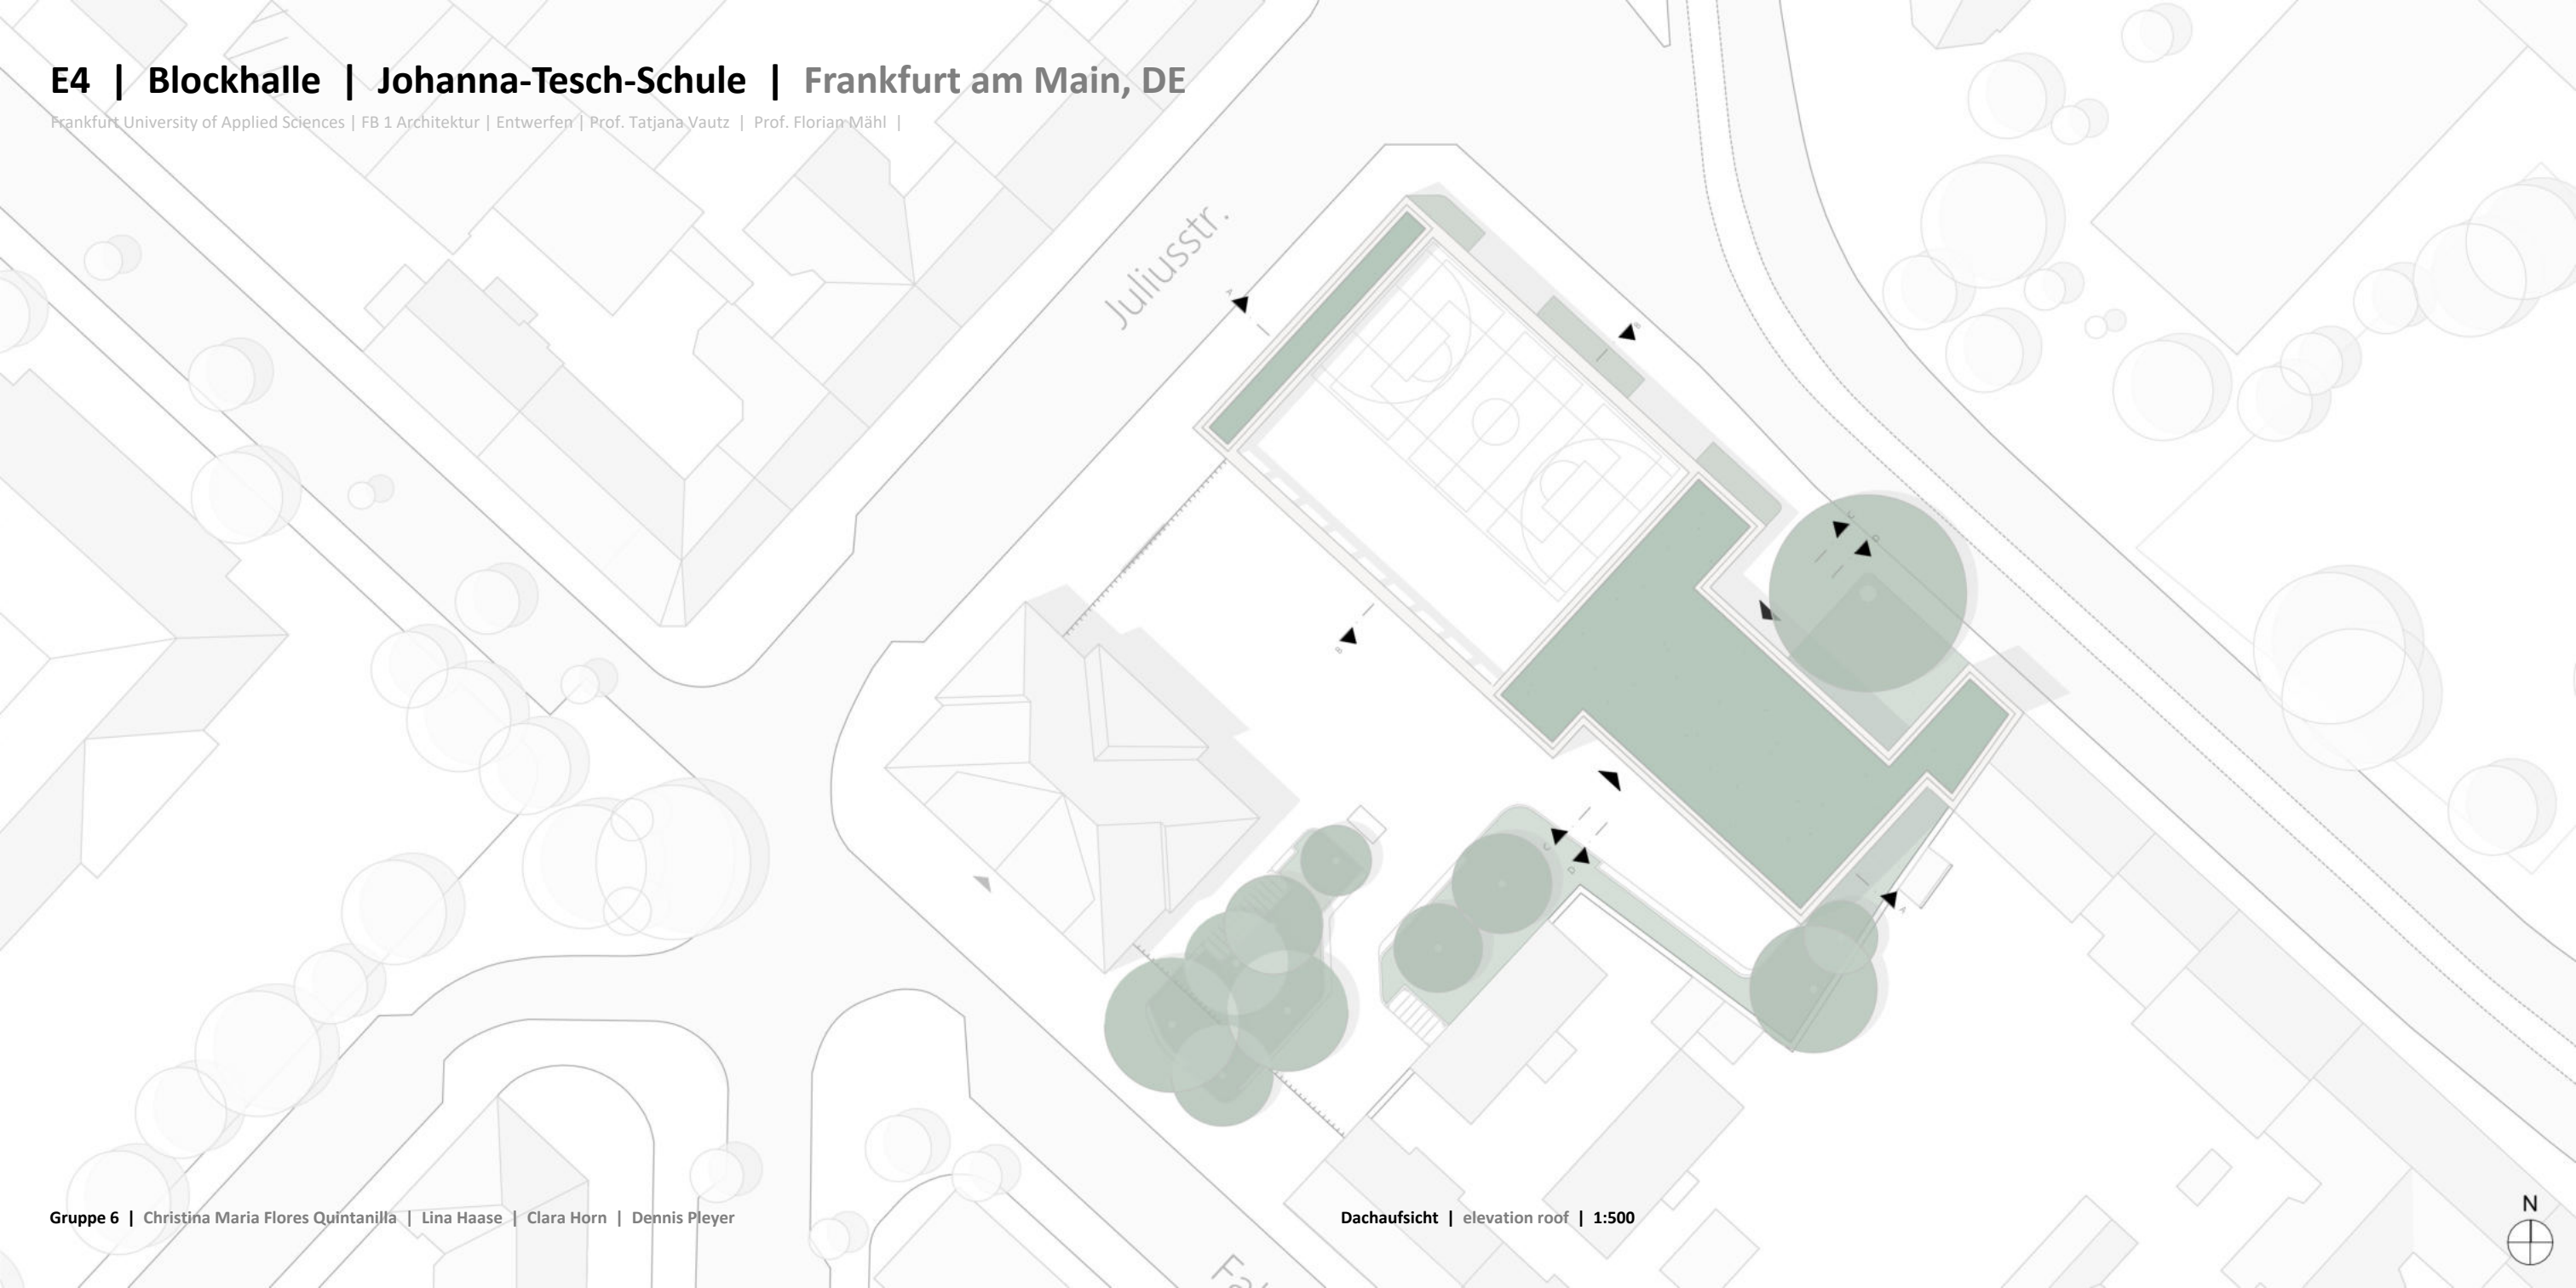 E4 | Blockhalle | Johanna-Tesch-Schule | Frankfurt am Main, DE
Frankfurt University of Applied Sciences | FB 1 Architektur | Entwerfen | Prof. Tatjana Vautz | Prof. Florian Mähl |
Juliusstr.
A
B
C
D
B
C
D
A
Gruppe 6 | Christina Maria Flores Quintanilla | Lina Haase | Clara Horn | Dennis Pleyer
Dachaufsicht | elevation roof | 1:500
N